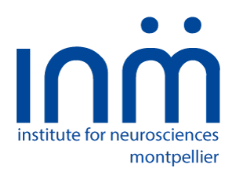 inm̈
institute for neurosciences
montpellier